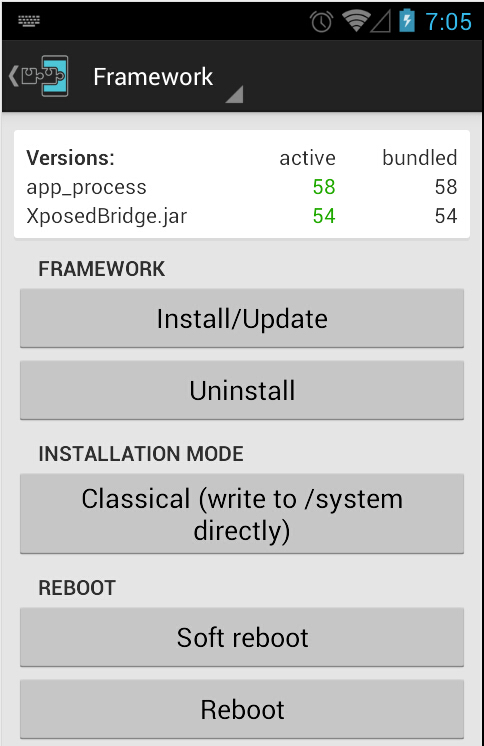 7:05
Framework
Versions: active bundled
app_process 58 58
XposedBridge.jar 54 54
FRAMEWORK
Install/Update
Uninstall
INSTALLATION MODE
Classical (write to /system
directly)
REBOOT
Soft reboot
Reboot